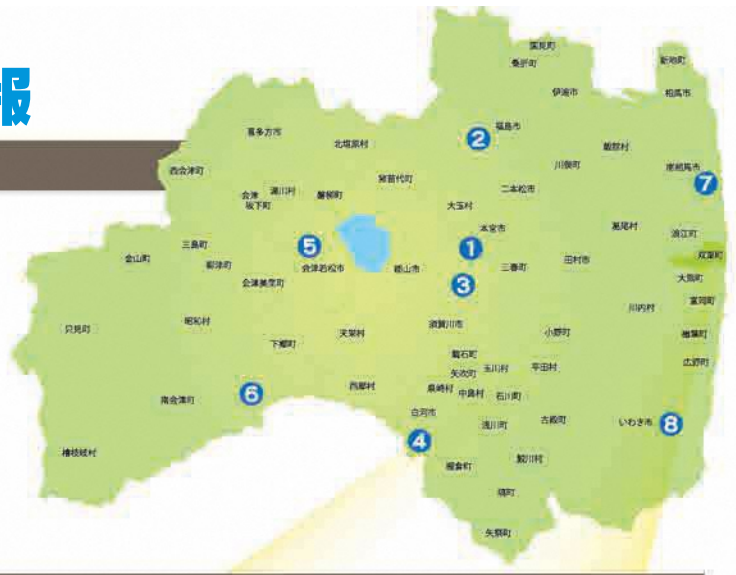 報
国見町
桑折町
新地町
伊達市
相馬市
喜多方市
②
福島市
北塩原村
飯舘村
川俣町
南相馬市
西会津町
猪苗代町
⑦
湯川村
磐梯町
二本松市
会津
坂下町
大玉村
葛尾村
本宮市
浪江町
三島町
⑤
①
双葉町
金山町
柳津町
会津若松市
郡山市
三春町
田村市
大熊町
会津美里町
③
富岡町
川内村
昭和村
只見町
須賀川市
小野町
楢葉町
天栄村
下郷町
鏡石町
広野町
矢吹町
玉川村
平田村
西郷村
⑥
泉崎村
中島村
石川町
南会津町
白河市
古殿町
いわき市
⑧
浅川町
④
檜枝岐村
鮫川村
棚倉町
塙町
矢祭町